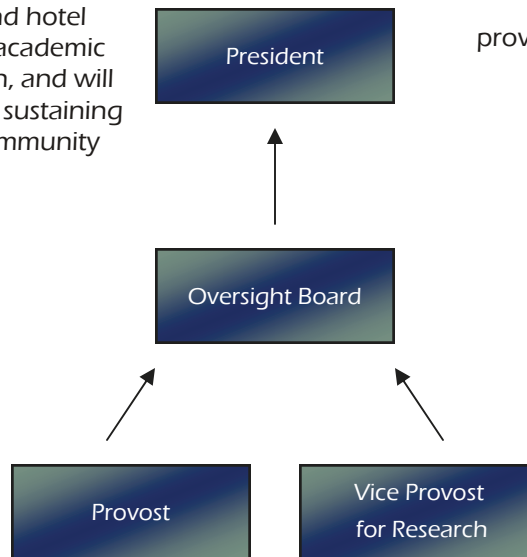 nd hotel
academic
n, and will
sustaining
mmunity
prov
President
Oversight Board
Provost
Vice Provost
for Research